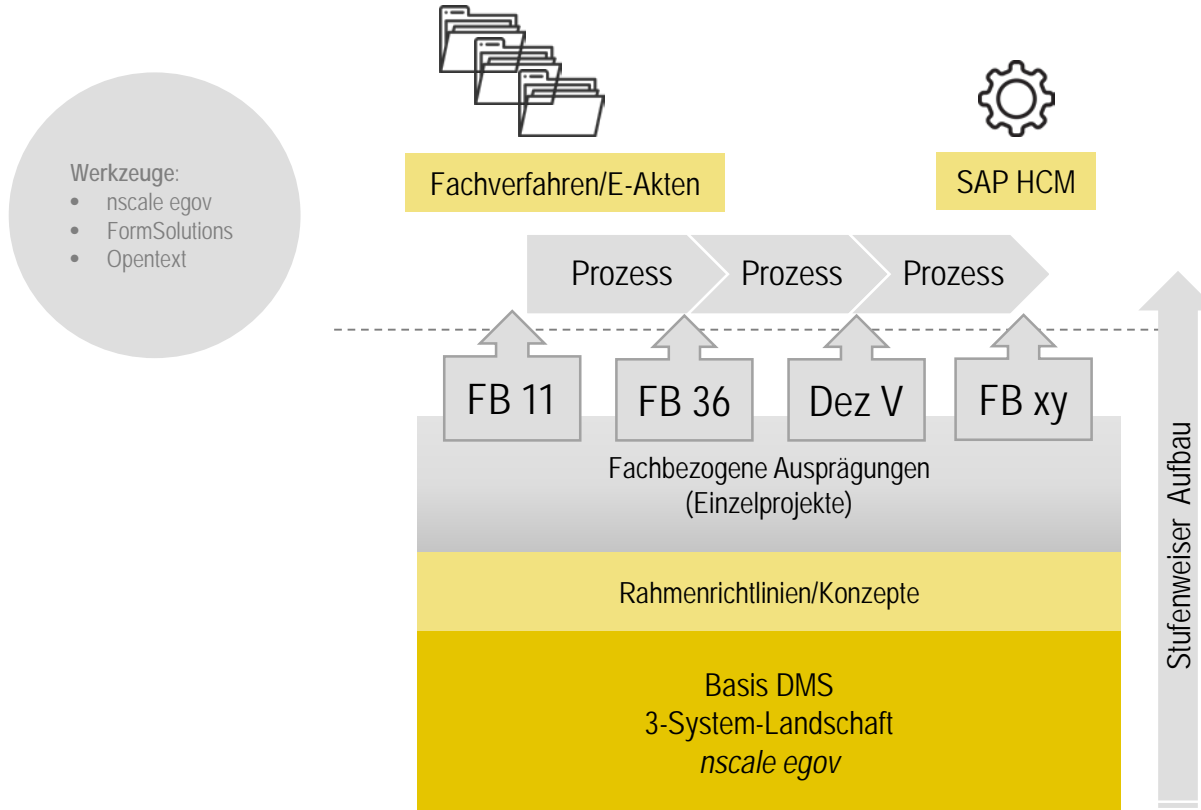 Werkzeuge:
• nscale egov
• FormSolutions
• Opentext
Fachverfahren/E-Akten
SAP HCM
Prozess
Prozess
Prozess
FB 11
FB 36
Dez V
FB xy
Fachbezogene Ausprägungen
(Einzelprojekte)
Rahmenrichtlinien/Konzepte
Basis DMS
3-System-Landschaft
nscale egov
Stufenweiser Aufbau